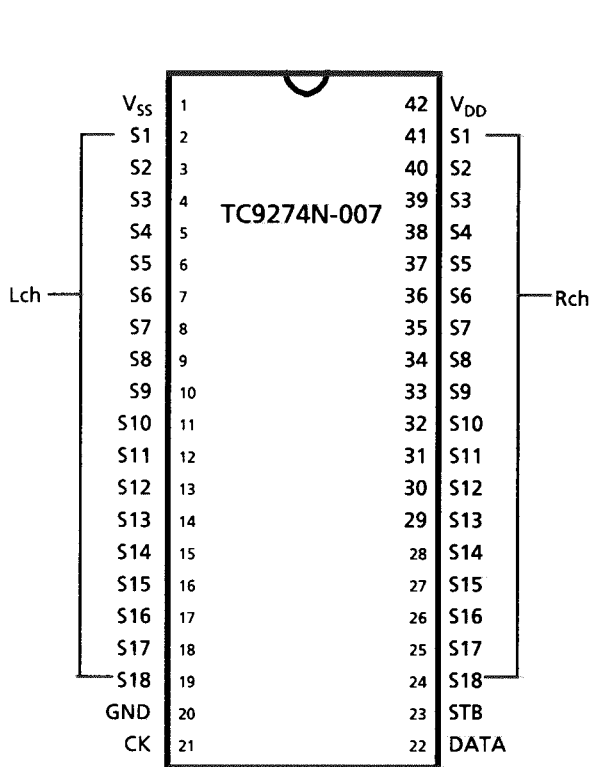 VSS 1 42 VDD
S1 2 41 S1
S2 3 40 S2
S3 4 39 S3
TC9274N-007
S4 5 38 S4
S5 6 37 S5
Lch S6 7 36 S6 Rch
S7 8 35 S7
S8 9 34 S8
S9 10 33 S9
S10 11 32 S10
S11 12 31 S11
S12 13 30 S12
S13 14 29 S13
S14 15 28 S14
S15 16 27 S15
S16 17 26 S16
S17 18 25 S17
S18 19 24 S18
GND 20 23 STB
CK 21 22 DATA